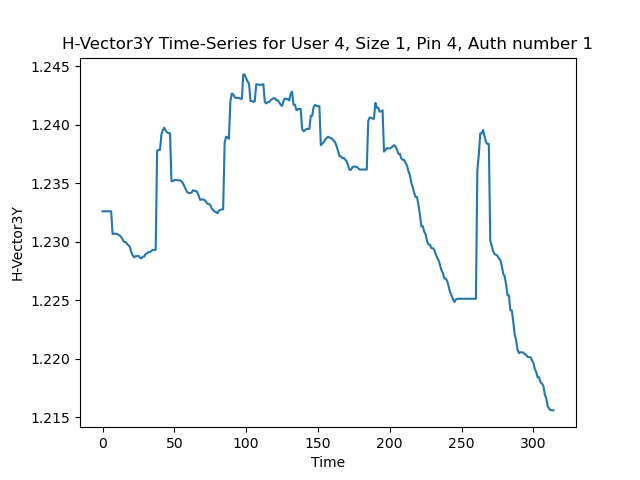 H-Vector3Y Time-Series for User 4, Size 1, Pin 4, Auth number 1
1.245
1.240
1.235
1.230
1.225
1.220
1.215
H-Vector3Y
0 50 100 150 200 250 300
Time